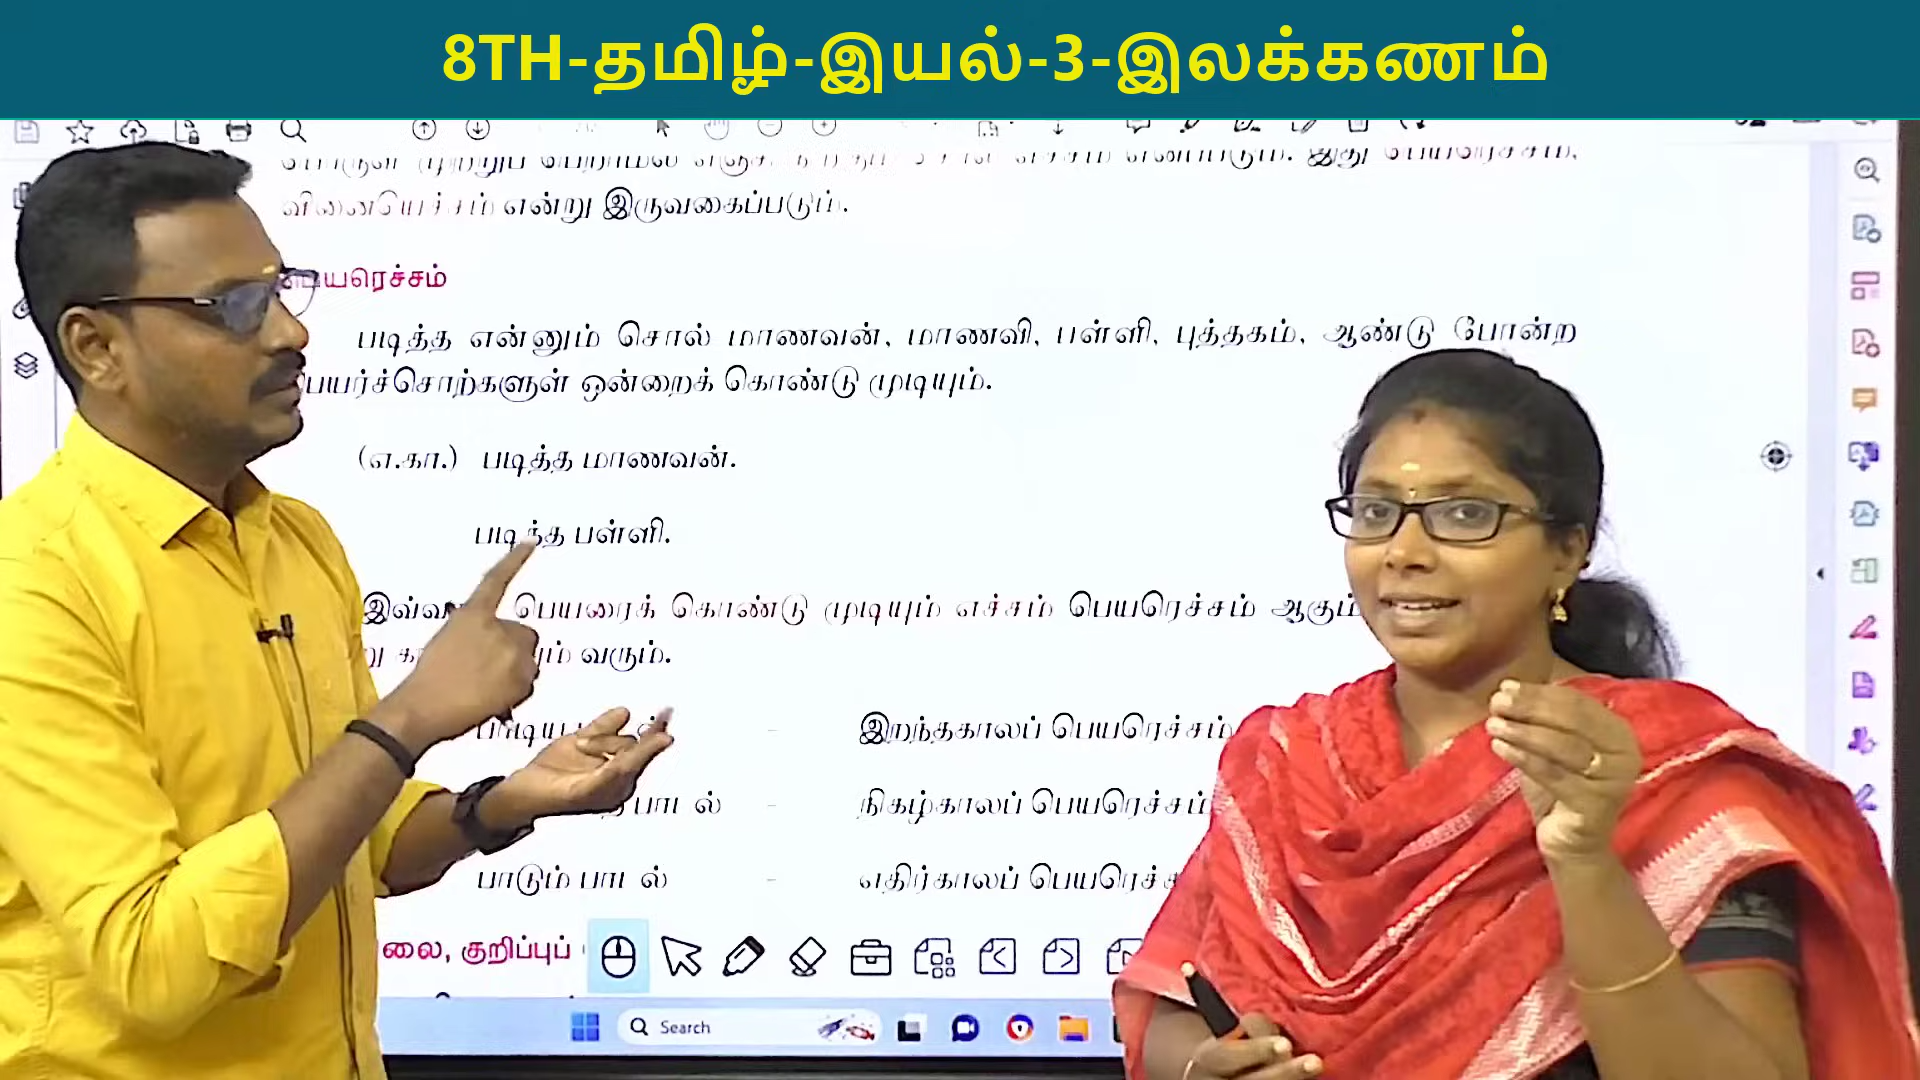 8TH-தமிழ்-இயல்-3-இலக்கணம்
வினையெச்சம் என்று இருவகைப்படும்.
பெயரெச்சம்
படித்த என்னும் சொல் மாணவன், மாணவி, பள்ளி, புத்தகம், ஆண்டு போன்ற
பெயர்ச்சொற்களுள் ஒன்றைக் கொண்டு முடியும்.
(எ.கா.) படித்த மாணவன்.
படித்த பள்ளி.
பெயரைக் கொண்டு முடியும் எச்சம் பெயரெச்சம் ஆகும்
வரும்.
பாடிய - இறந்தகாலப் பெயரெச்சம்
பாடல் - நிகழ்காலப் பெயரெச்சம்
பாடும் பாடல் - எதிர்காலப்
குறிப்புப்
Search